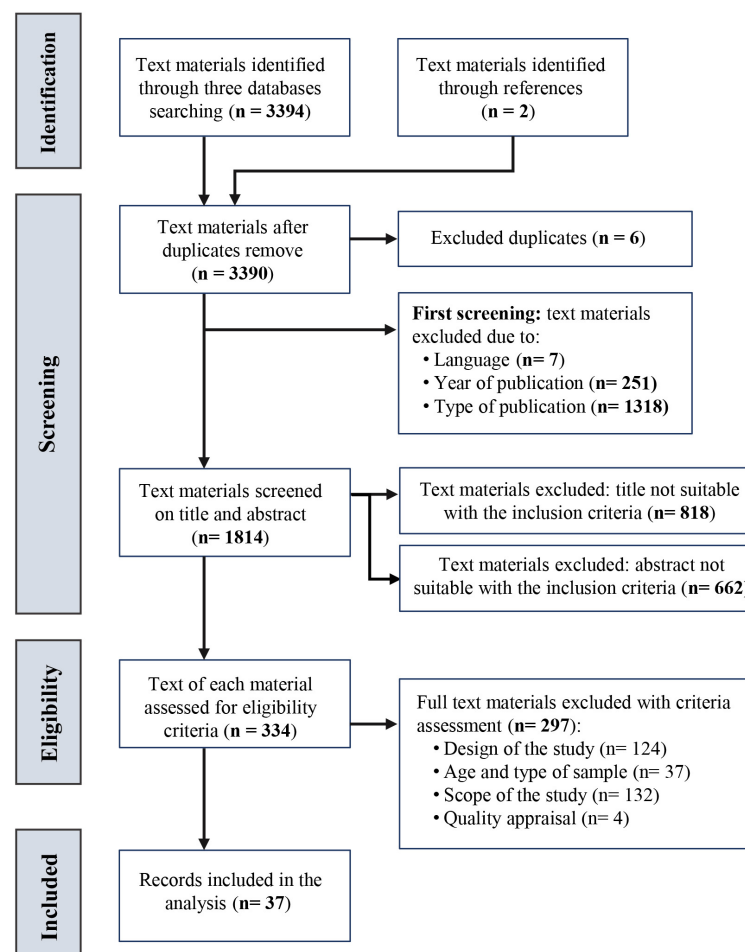 Identification
Text materials identified
through three databases
searching (n = 3394)
Text materials identified
through references
(n = 2)
Screening
Text materials after
duplicates remove
(n = 3390)
Excluded duplicates (n = 6)
First screening: text materials
excluded due to:
• Language (n= 7)
• Year of publication (n= 251)
• Type of publication (n= 1318)
Text materials screened
on title and abstract
(n= 1814)
Text materials excluded: title not suitable
with the inclusion criteria (n= 818)
Text materials excluded: abstract not
suitable with the inclusion criteria (n= 662)
Eligibility
Text of each material
assessed for eligibility
criteria (n = 334)
Full text materials excluded with criteria
assessment (n= 297):
• Design of the study (n= 124)
• Age and type of sample (n= 37)
• Scope of the study (n= 132)
• Quality appraisal (n= 4)
Included
Records included in the
analysis (n= 37)